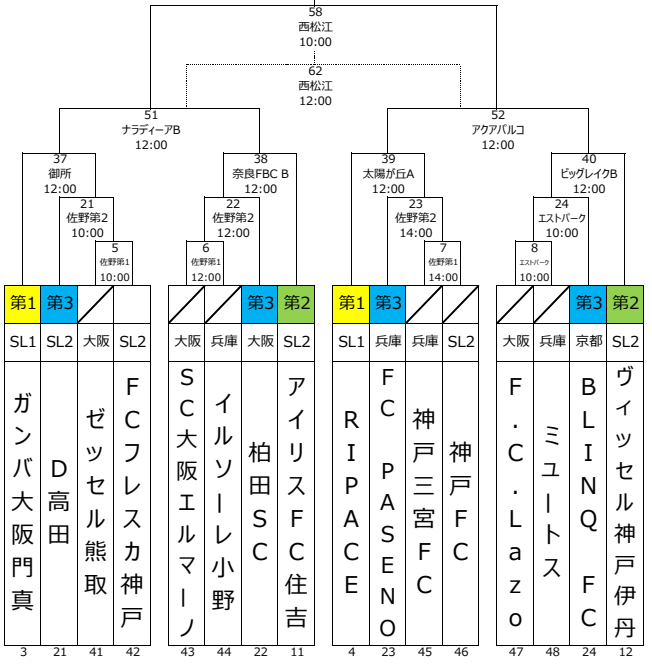 58
西松江
10:00
62
西松江
12:00
51
ナラディーアB
12:00
52
アクアパルコ
12:00
37
御所
12:00
38
奈良FBC B
12:00
39
太陽が丘A
12:00
40
ビッグレイクB
12:00
21
佐野第2
10:00
22
佐野第2
12:00
23
佐野第2
14:00
24
エストパーク
10:00
5
佐野第1
10:00
6
佐野第1
12:00
7
佐野第1
14:00
8
エストパーク
10:00
第1 第3 第3 第2 第1 第3 第3 第2
SL1 SL2 大阪 SL2 大阪 兵庫 大阪 SL2 SL1 兵庫 兵庫 SL2 大阪 兵庫 京都 SL2
ガンバ大阪門真
D高田
ゼッセル熊取
FCフレスカ神戸
SC大阪エルマーノ
イルソーレ小野
柏田SC
アイリスFC住吉
RIPACE
FC PASENO
神戸三宮FC
神戸FC
F.C.Lazo
ミュートス
BLINQ FC
ヴィッセル神戸伊丹
3 21 41 42 43 44 22 11 4 23 45 46 47 48 24 12